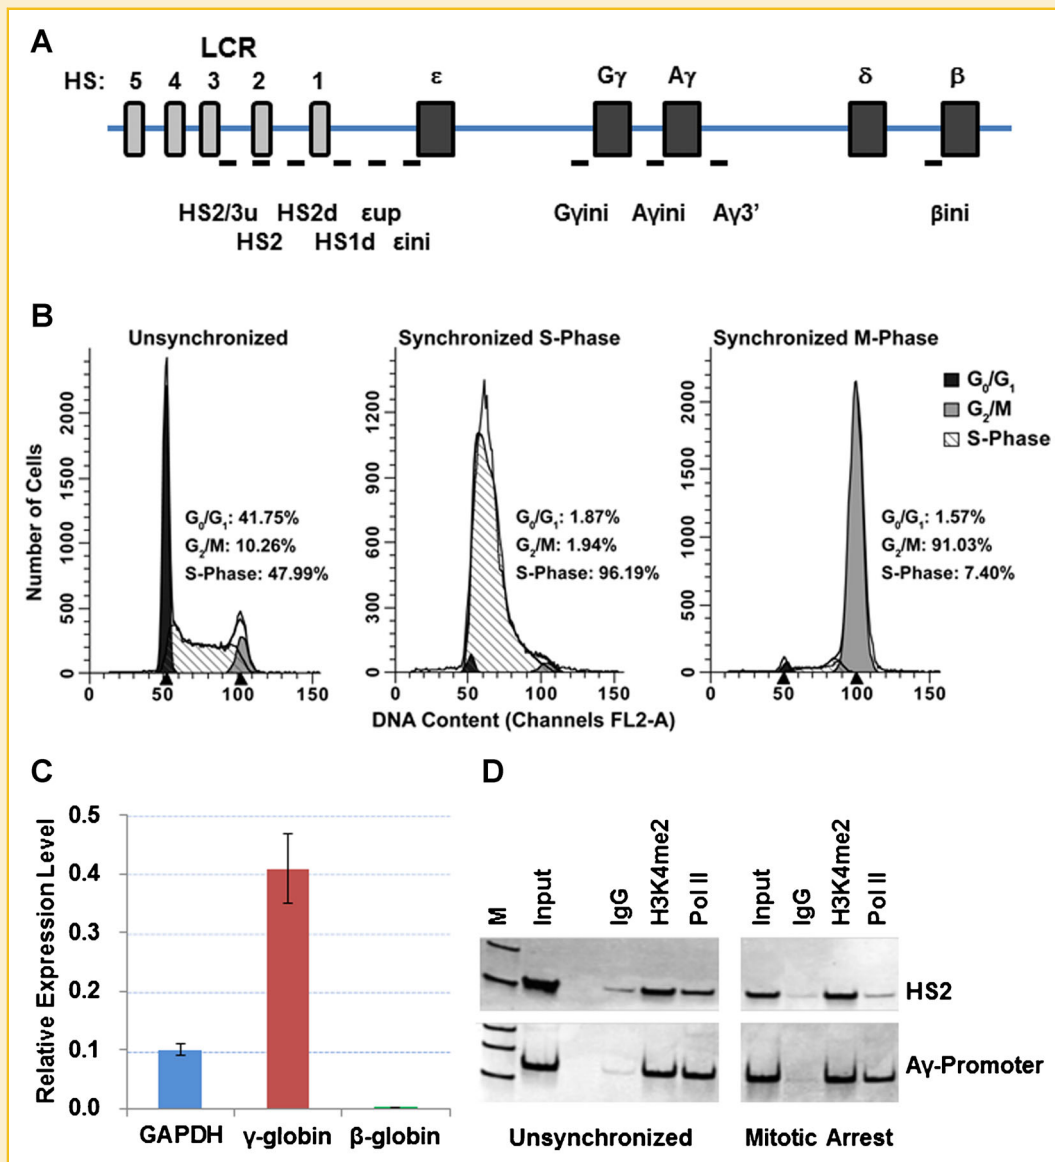 A
LCR
HS: 5 4 3 2 1 ε Gγ Aγ δ β
HS2/3u HS2d εup Gγini Aγini Aγ3' βini
HS2 HS1d εini
B
Unsynchronized
Number of Cells
2000
1500
1000
500
0
0 50 100 150
G0/G1: 41.75%
G2/M: 10.26%
S-Phase: 47.99%
Synchronized S-Phase
1200
900
600
300
0
0 50 100 150
G0/G1: 1.87%
G2/M: 1.94%
S-Phase: 96.19%
Synchronized M-Phase
2000
1500
1000
500
0
0 50 100 150
G0/G1: 1.57%
G2/M: 91.03%
S-Phase: 7.40%
G0/G1
G2/M
S-Phase
DNA Content (Channels FL2-A)
C
Relative Expression Level
0.5
0.4
0.3
0.2
0.1
0.0
GAPDH γ-globin β-globin
D
M Input IgG H3K4me2 Pol II Input IgG H3K4me2 Pol II
HS2
Aγ-Promoter
Unsynchronized Mitotic Arrest